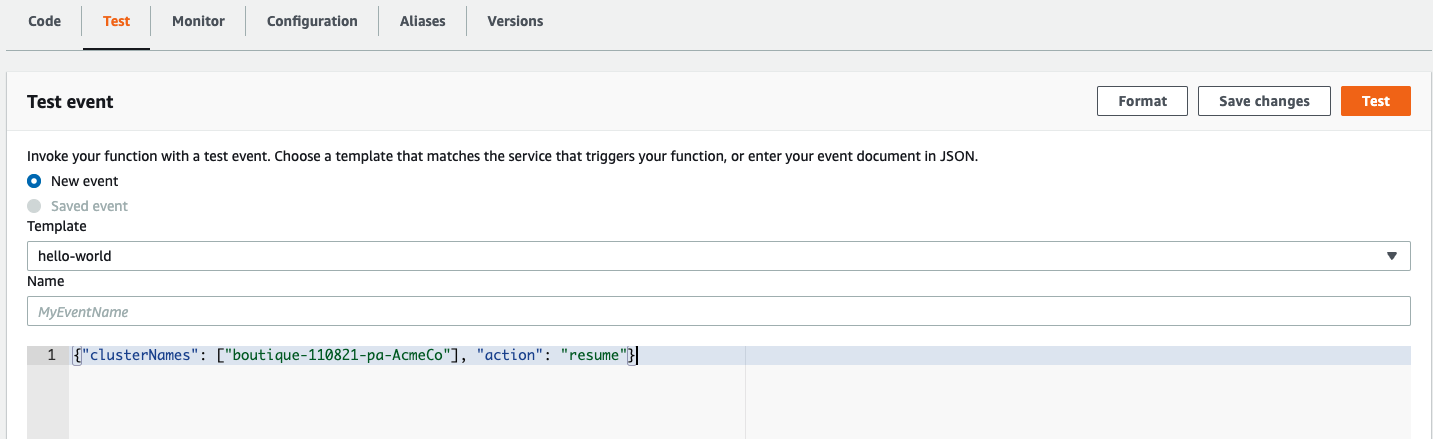 Code Test Monitor Configuration Aliases Versions
Test event Format Save changes Test
Invoke your function with a test event. Choose a template that matches the service that triggers your function, or enter your event document in JSON.
New event
Saved event
Template
hello-world
Name
MyEventName
1 {"clusterNames": ["boutique-110821-pa-AcmeCo"], "action": "resume"}